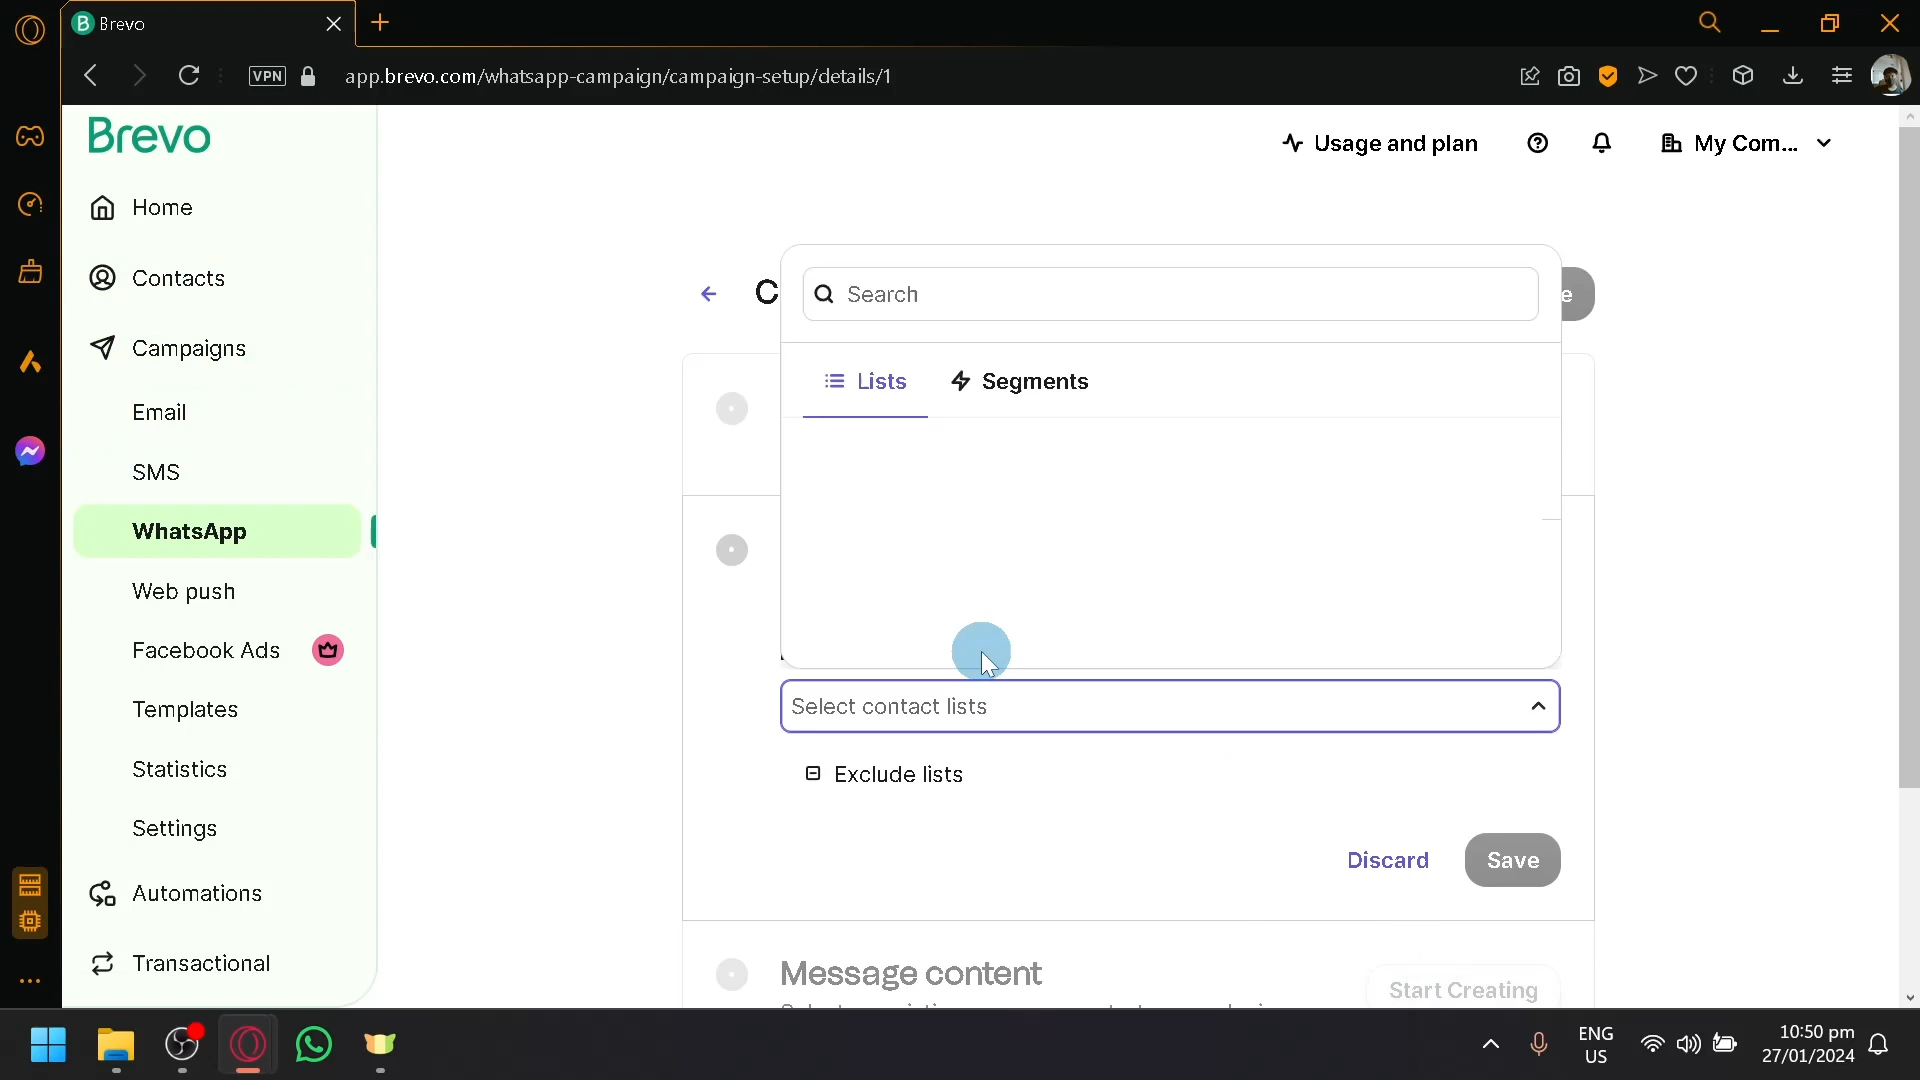 Brevo
VPN
app.brevo.com/whatsapp-campaign/campaign-setup/details/1
Brevo
Usage and plan
My Com...
Home
Contacts
Campaigns
Email
SMS
WhatsApp
Web push
Facebook Ads
Templates
Statistics
Settings
Automations
Transactional
C
Search
e
Lists
Segments
Select contact lists
Exclude lists
Discard
Save
Message content
Start Creating
ENG
US
10:50 pm
27/01/2024